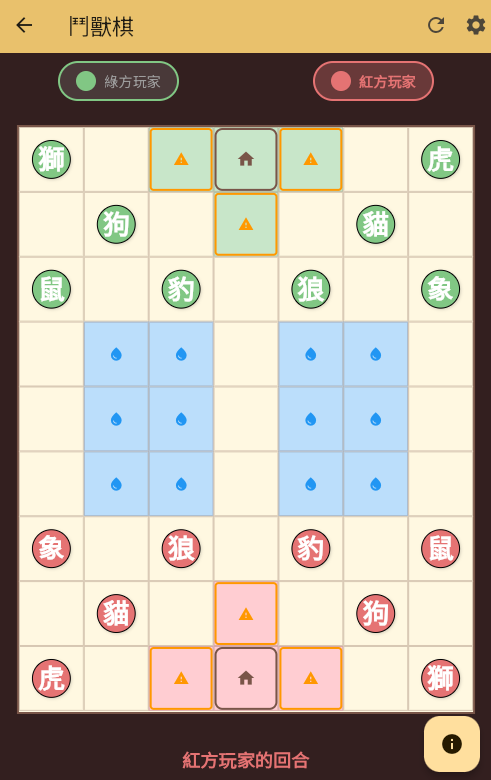 鬥獸棋
綠方玩家 紅方玩家
獅 虎
狗 貓
鼠 豹 狼 象
象 狼 豹 鼠
貓 狗
虎 獅
紅方玩家的回合